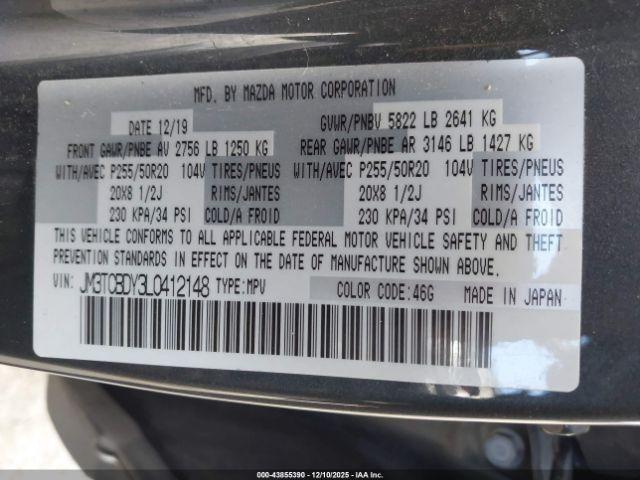 MFD. BY MAZDA MOTOR CORPORATION
DATE 12/19 GVWR/PNBV 5822 LB 2641 KG
FRONT GAWR/PNBE AV 2756 LB 1250 KG REAR GAWR/PNBE AR 3146 LB 1427 KG
WITH/AVEC P255/50R20 104V TIRES/PNEUS WITH/AVEC P255/50R20 104V TIRES/PNEUS
20X8 1/2J RIMS/JANTES 20X8 1/2J RIMS/JANTES
230 KPA/34 PSI COLD/A FROID 230 KPA/34 PSI COLD/A FROID
THIS VEHICLE CONFORMS TO ALL APPLICABLE FEDERAL MOTOR VEHICLE SAFETY AND THEFT
PREVENTION STANDARDS IN EFFECT ON THE DATE OF MANUFACTURE SHOWN ABOVE.
VIN: JM3TCBDY3L0412148 TYPE:MPV COLOR CODE:46G MADE IN JAPAN
000-43855390 - 12/10/2025 - IAAI.COM